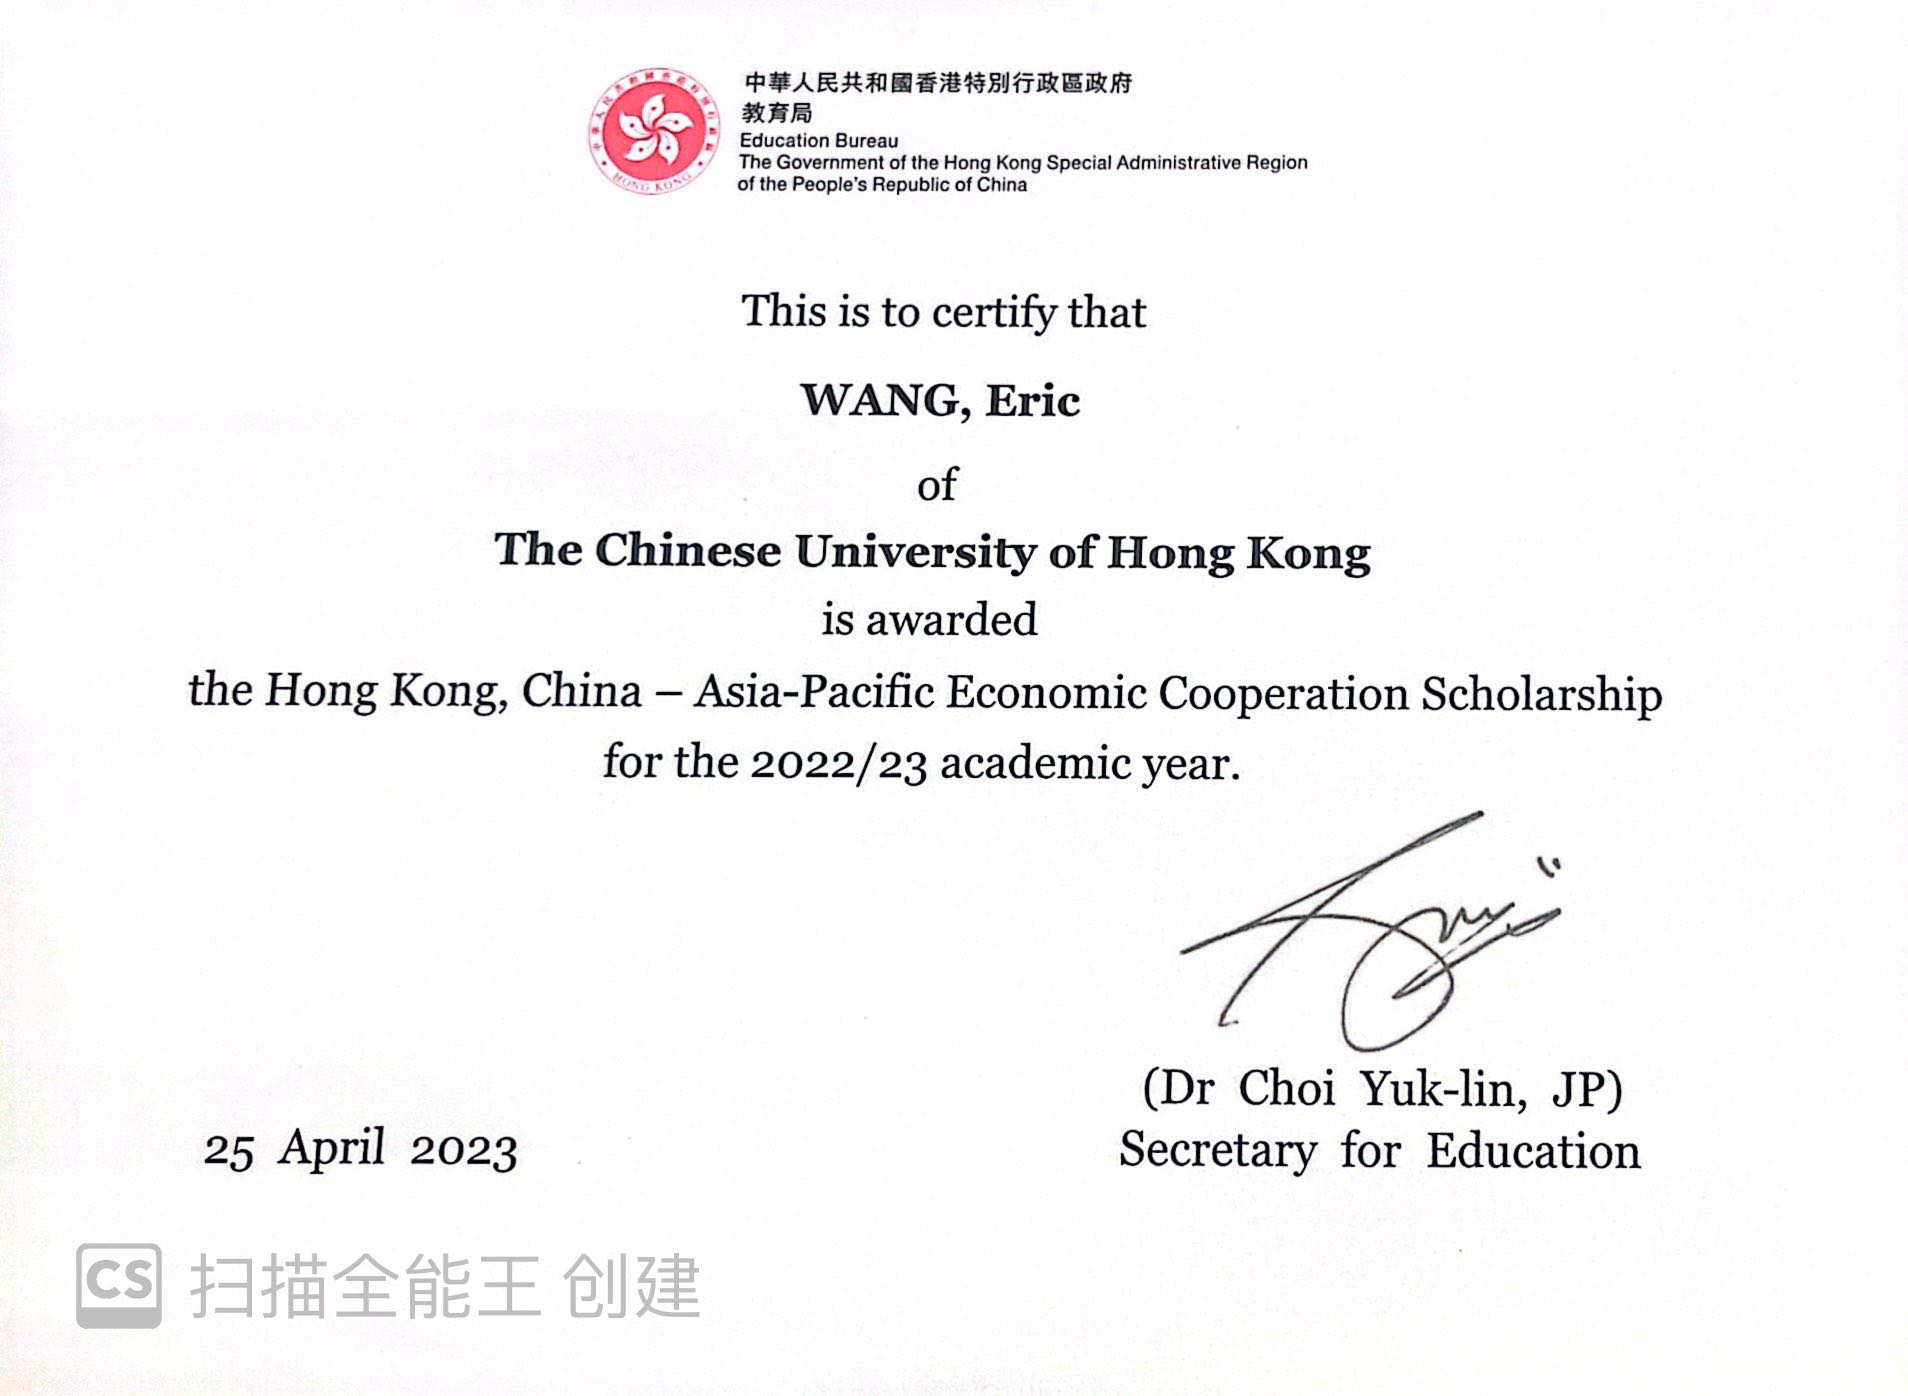 中華人民共和國香港特別行政區政府
教育局
Education Bureau
The Government of the Hong Kong Special Administrative Region
of the People's Republic of China
HONG KONG
This is to certify that
WANG, Eric
of
The Chinese University of Hong Kong
is awarded
the Hong Kong, China – Asia-Pacific Economic Cooperation Scholarship
for the 2022/23 academic year.
(Dr Choi Yuk-lin, JP)
Secretary for Education
25 April 2023
CS 扫描全能王 创建